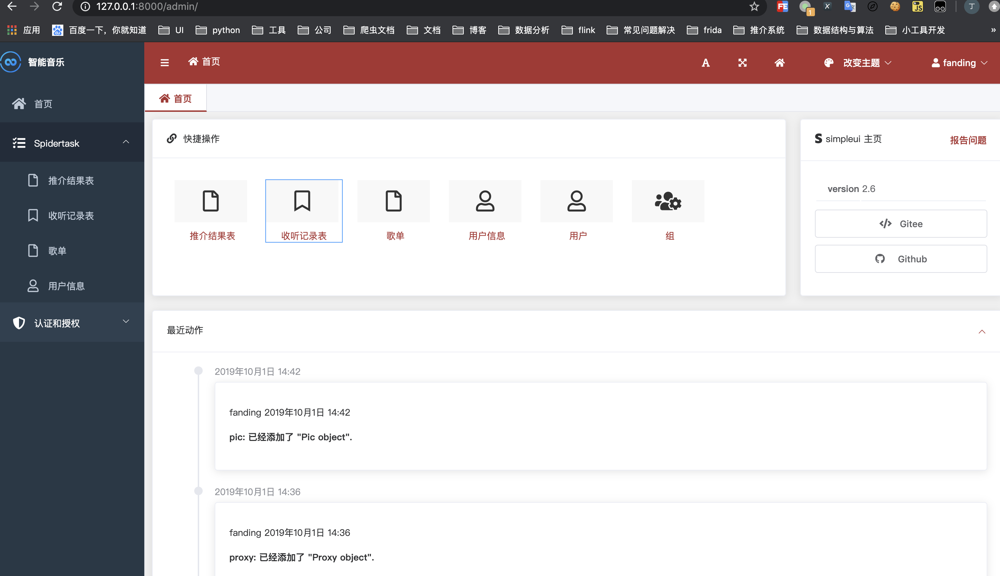 127.0.0.1:8000/admin/
FE
1
X
G
文
JS
丁
应用
du
百度一下，你就知道
UI
python
工具
公司
爬虫文档
文档
博客
数据分析
flink
常见问题解决
frida
推介系统
数据结构与算法
小工具开发
»
智能音乐
首页
A
改变主题
fanding
首页
首页
Spidertask
推介结果表
收听记录表
歌单
用户信息
认证和授权
快捷操作
推介结果表
收听记录表
歌单
用户信息
用户
组
S simpleui 主页
报告问题
version 2.6
Gitee
Github
最近动作
2019年10月1日 14:42
fanding 2019年10月1日 14:42
pic: 已经添加了 "Pic object".
2019年10月1日 14:36
fanding 2019年10月1日 14:36
proxy: 已经添加了 "Proxy object".